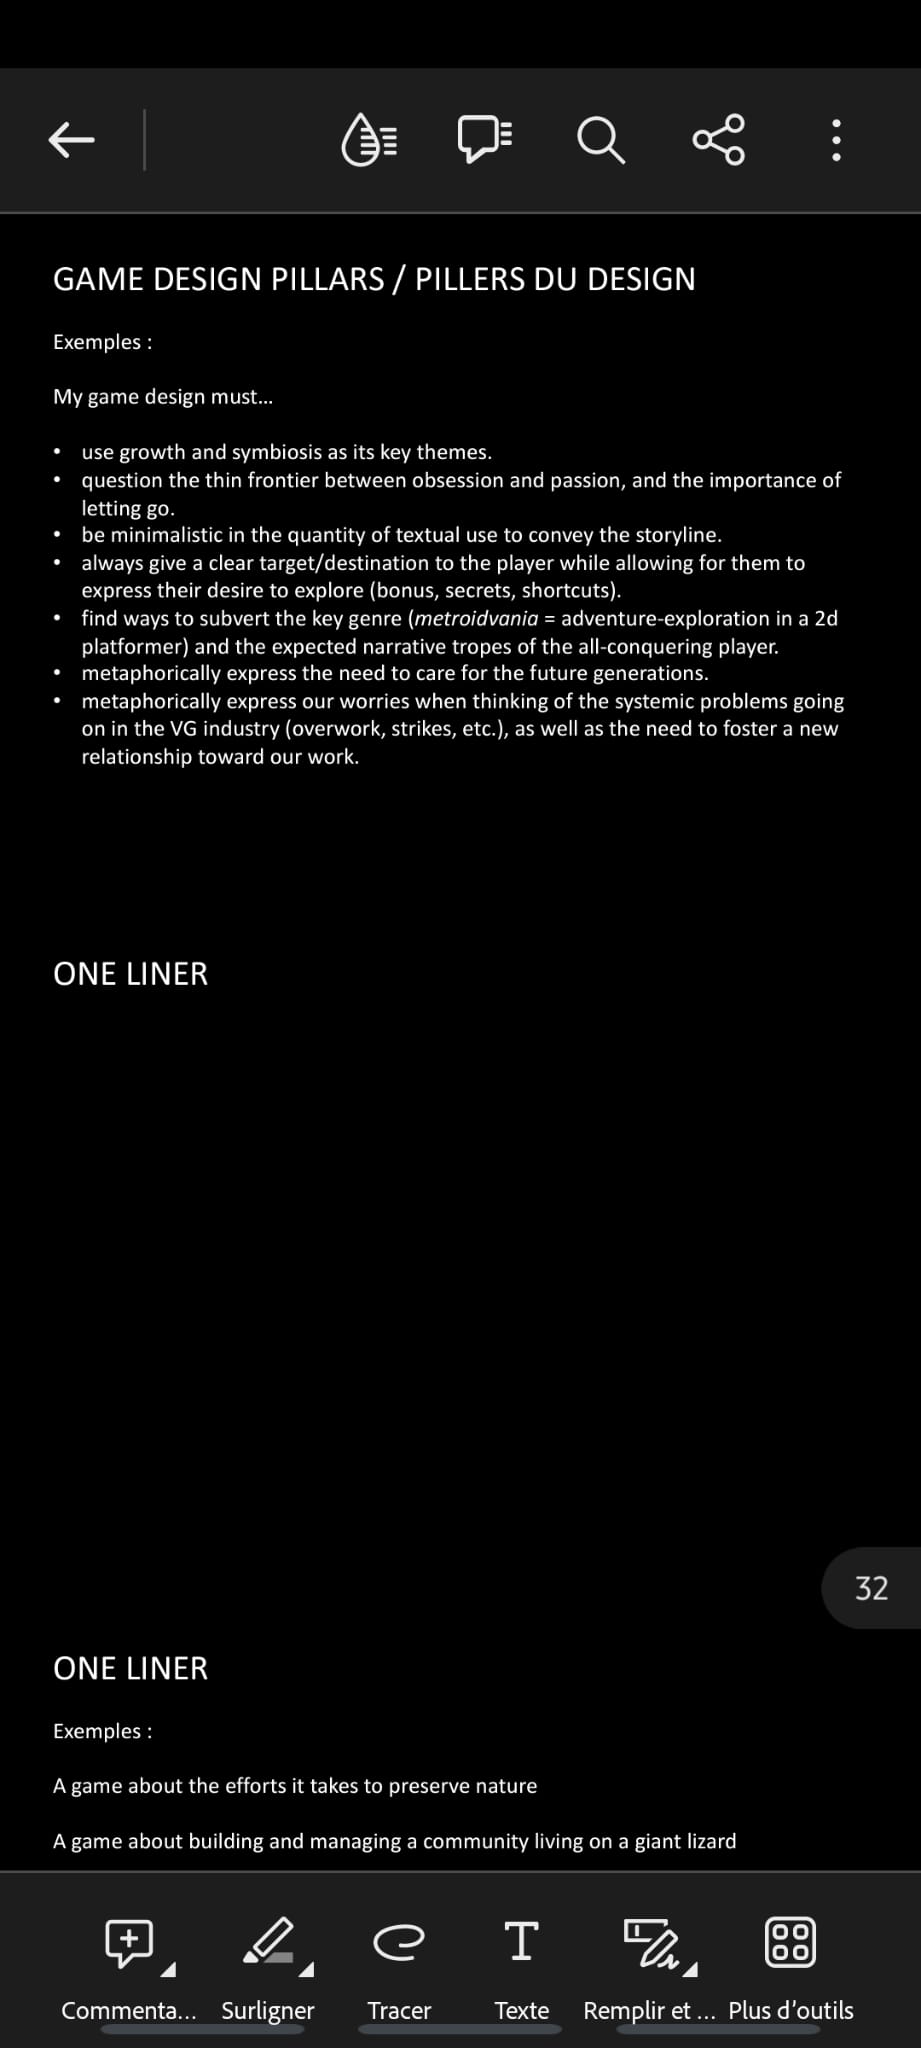 GAME DESIGN PILLARS / PILLERS DU DESIGN
Exemples :
My game design must...
• use growth and symbiosis as its key themes.
• question the thin frontier between obsession and passion, and the importance of
letting go.
• be minimalistic in the quantity of textual use to convey the storyline.
• always give a clear target/destination to the player while allowing for them to
express their desire to explore (bonus, secrets, shortcuts).
• find ways to subvert the key genre (metroidvania = adventure-exploration in a 2d
platformer) and the expected narrative tropes of the all-conquering player.
• metaphorically express the need to care for the future generations.
• metaphorically express our worries when thinking of the systemic problems going
on in the VG industry (overwork, strikes, etc.), as well as the need to foster a new
relationship toward our work.
ONE LINER
32
ONE LINER
Exemples :
A game about the efforts it takes to preserve nature
A game about building and managing a community living on a giant lizard
Commenta... Surligner Tracer Texte Remplir et ... Plus d'outils